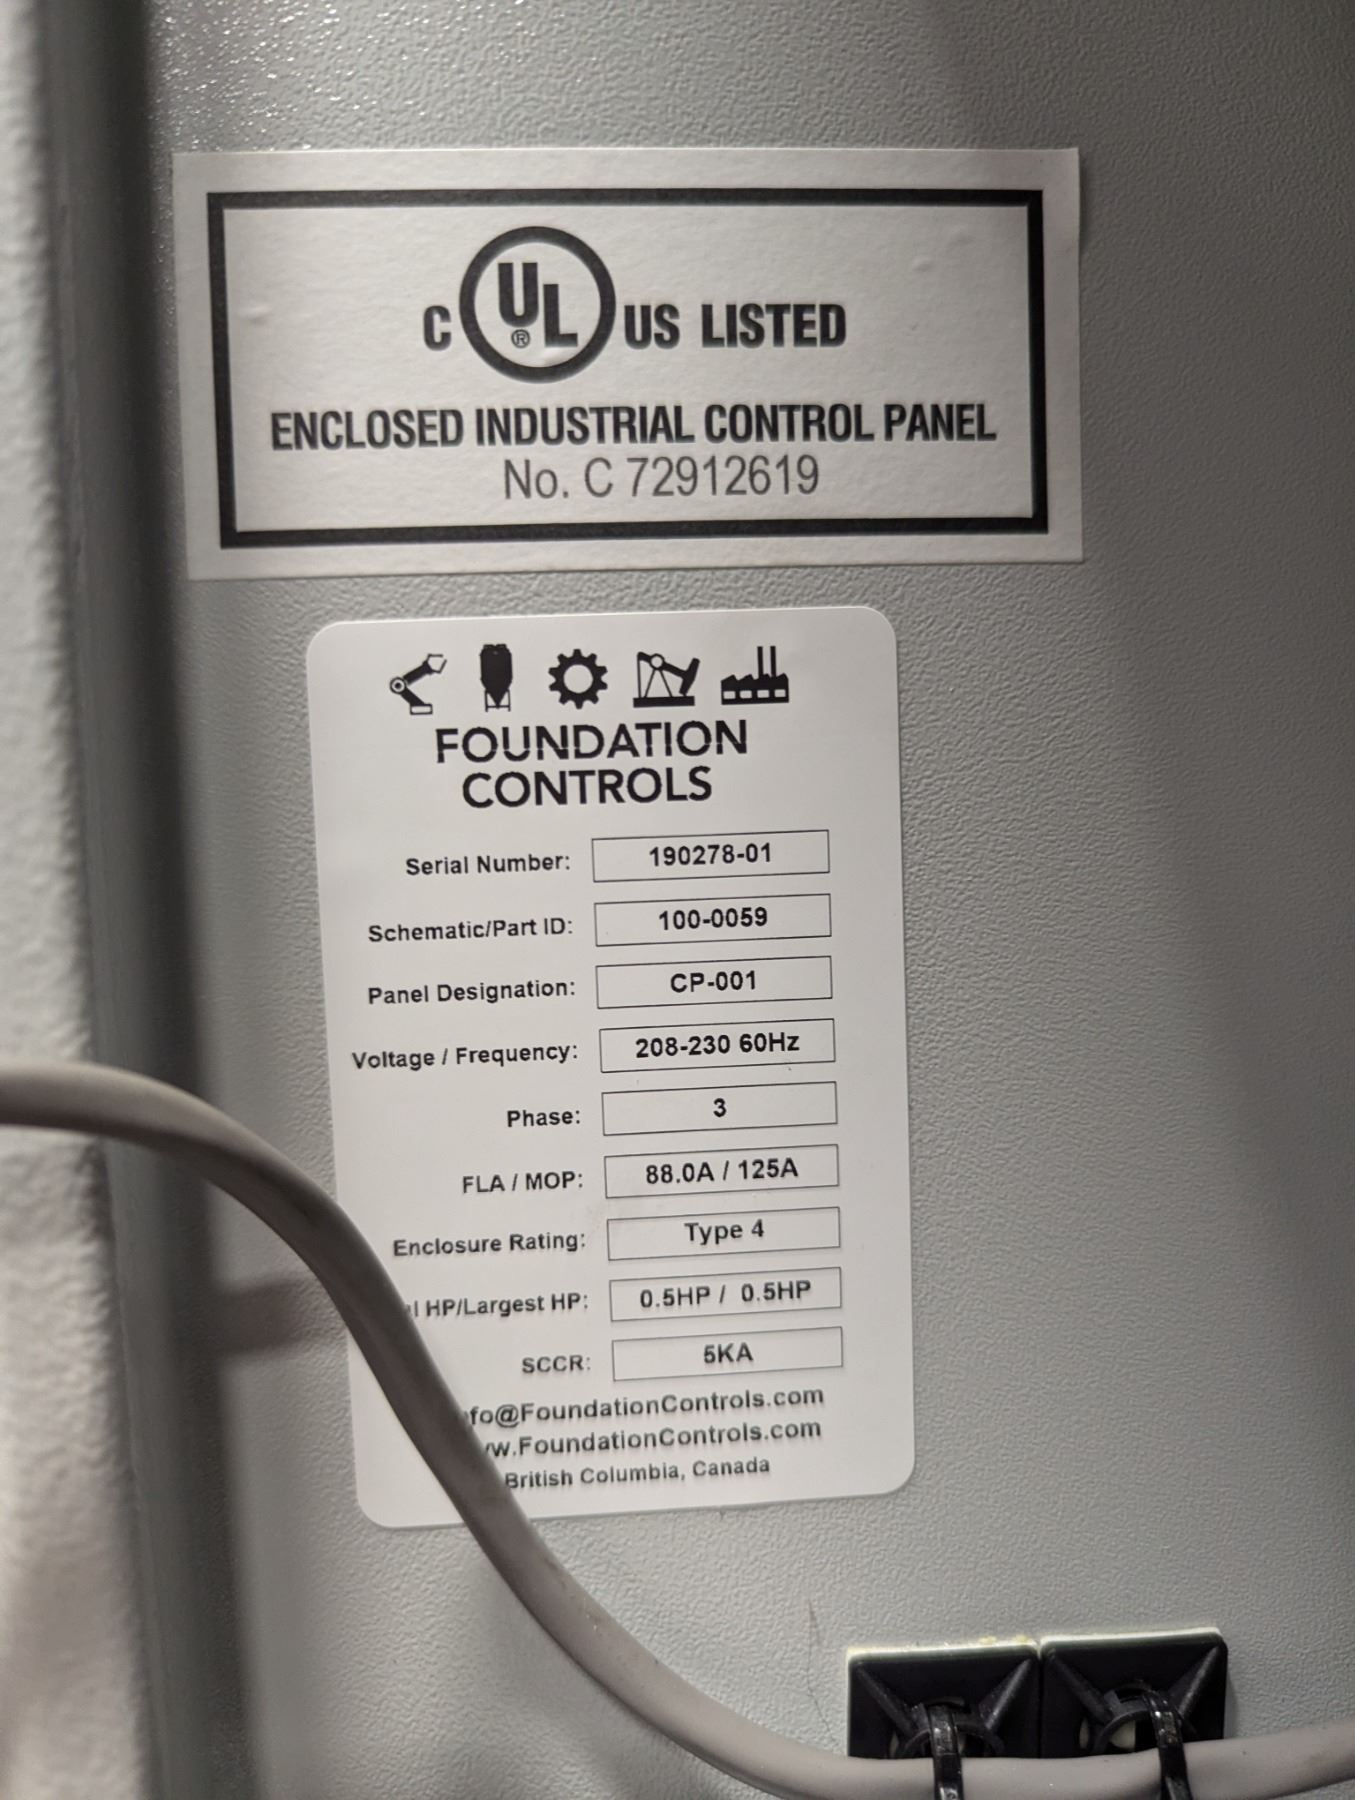 C UL® US LISTED
ENCLOSED INDUSTRIAL CONTROL PANEL
No. C 72912619
FOUNDATION
CONTROLS
Serial Number: 190278-01
Schematic/Part ID: 100-0059
Panel Designation: CP-001
Voltage / Frequency: 208-230 60Hz
Phase: 3
FLA / MOP: 88.0A / 125A
Enclosure Rating: Type 4
HP/Largest HP: 0.5HP / 0.5HP
SCCR: 5KA
fo@FoundationControls.com
w.FoundationControls.com
British Columbia, Canada